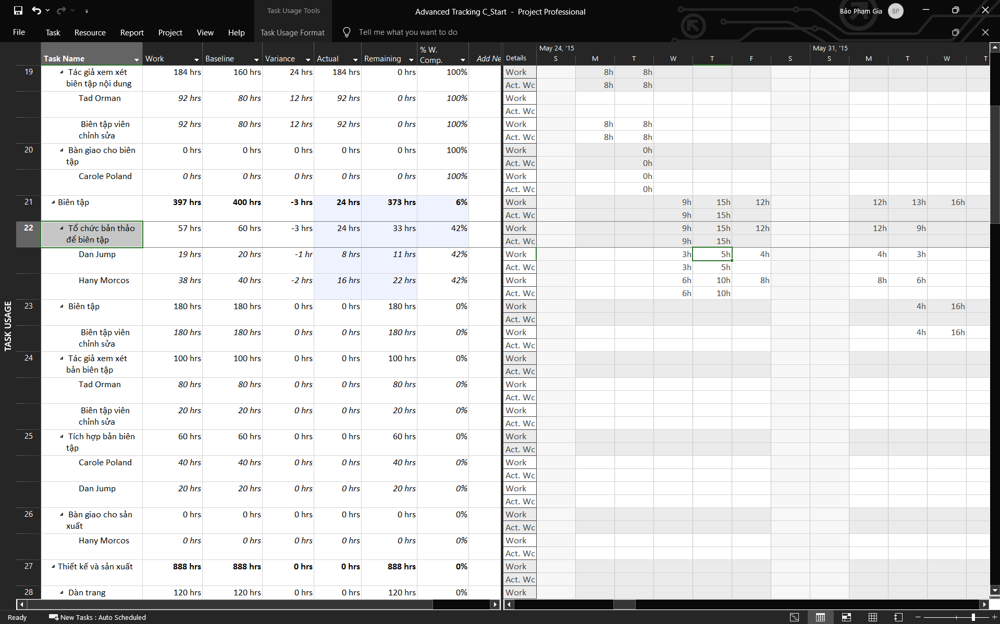 Task Usage Tools
Advanced Tracking C_Start - Project Professional
Bảo Phạm Gia
BP
File Task Resource Report Project View Help Task Usage Format Tell me what you want to do
Task Name Work Baseline Variance Actual Remaining % W. Comp. Add Ne Details
May 24, '15 May 31, '15
S M T W T F S S M T W T
19 Tác giả xem xét 184 hrs 160 hrs 24 hrs 184 hrs 0 hrs 100% Work 8h 8h
biên tập nội dung Act. Wc 8h 8h
Tad Orman 92 hrs 80 hrs 12 hrs 92 hrs 0 hrs 100% Work
Act. Wc
Biên tập viên 92 hrs 80 hrs 12 hrs 92 hrs 0 hrs 100% Work 8h 8h
chỉnh sửa Act. Wc 8h 8h
20 Bàn giao cho biên 0 hrs 0 hrs 0 hrs 0 hrs 0 hrs 100% Work 0h
tập Act. Wc 0h
Carole Poland 0 hrs 0 hrs 0 hrs 0 hrs 0 hrs 100% Work 0h
Act. Wc 0h
21 Biên tập 397 hrs 400 hrs -3 hrs 24 hrs 373 hrs 6% Work 9h 15h 12h 12h 13h 16h
Act. Wc 9h 15h
22 Tổ chức bản thảo 57 hrs 60 hrs -3 hrs 24 hrs 33 hrs 42% Work 9h 15h 12h 12h 9h
để biên tập Act. Wc 9h 15h
Dan Jump 19 hrs 20 hrs -1 hr 8 hrs 11 hrs 42% Work 3h 5h 4h 4h 3h
Act. Wc 3h 5h
Hany Morcos 38 hrs 40 hrs -2 hrs 16 hrs 22 hrs 42% Work 6h 10h 8h 8h 6h
Act. Wc 6h 10h
23 Biên tập 180 hrs 180 hrs 0 hrs 0 hrs 180 hrs 0% Work 4h 16h
Act. Wc
Biên tập viên 180 hrs 180 hrs 0 hrs 0 hrs 180 hrs 0% Work 4h 16h
chỉnh sửa Act. Wc
24 Tác giả xem xét 100 hrs 100 hrs 0 hrs 0 hrs 100 hrs 0% Work
bản biên tập Act. Wc
Tad Orman 80 hrs 80 hrs 0 hrs 0 hrs 80 hrs 0% Work
Act. Wc
Biên tập viên 20 hrs 20 hrs 0 hrs 0 hrs 20 hrs 0% Work
chỉnh sửa Act. Wc
25 Tích hợp bản biên 60 hrs 60 hrs 0 hrs 0 hrs 60 hrs 0% Work
tập Act. Wc
Carole Poland 40 hrs 40 hrs 0 hrs 0 hrs 40 hrs 0% Work
Act. Wc
Dan Jump 20 hrs 20 hrs 0 hrs 0 hrs 20 hrs 0% Work
Act. Wc
26 Bàn giao cho sản 0 hrs 0 hrs 0 hrs 0 hrs 0 hrs 0% Work
xuất Act. Wc
Hany Morcos 0 hrs 0 hrs 0 hrs 0 hrs 0 hrs 0% Work
Act. Wc
27 Thiết kế và sản xuất 888 hrs 888 hrs 0 hrs 0 hrs 888 hrs 0% Work
Act. Wc
28 Dàn trang 120 hrs 120 hrs 0 hrs 0 hrs 120 hrs 0% Work
TASK USAGE
Ready New Tasks : Auto Scheduled